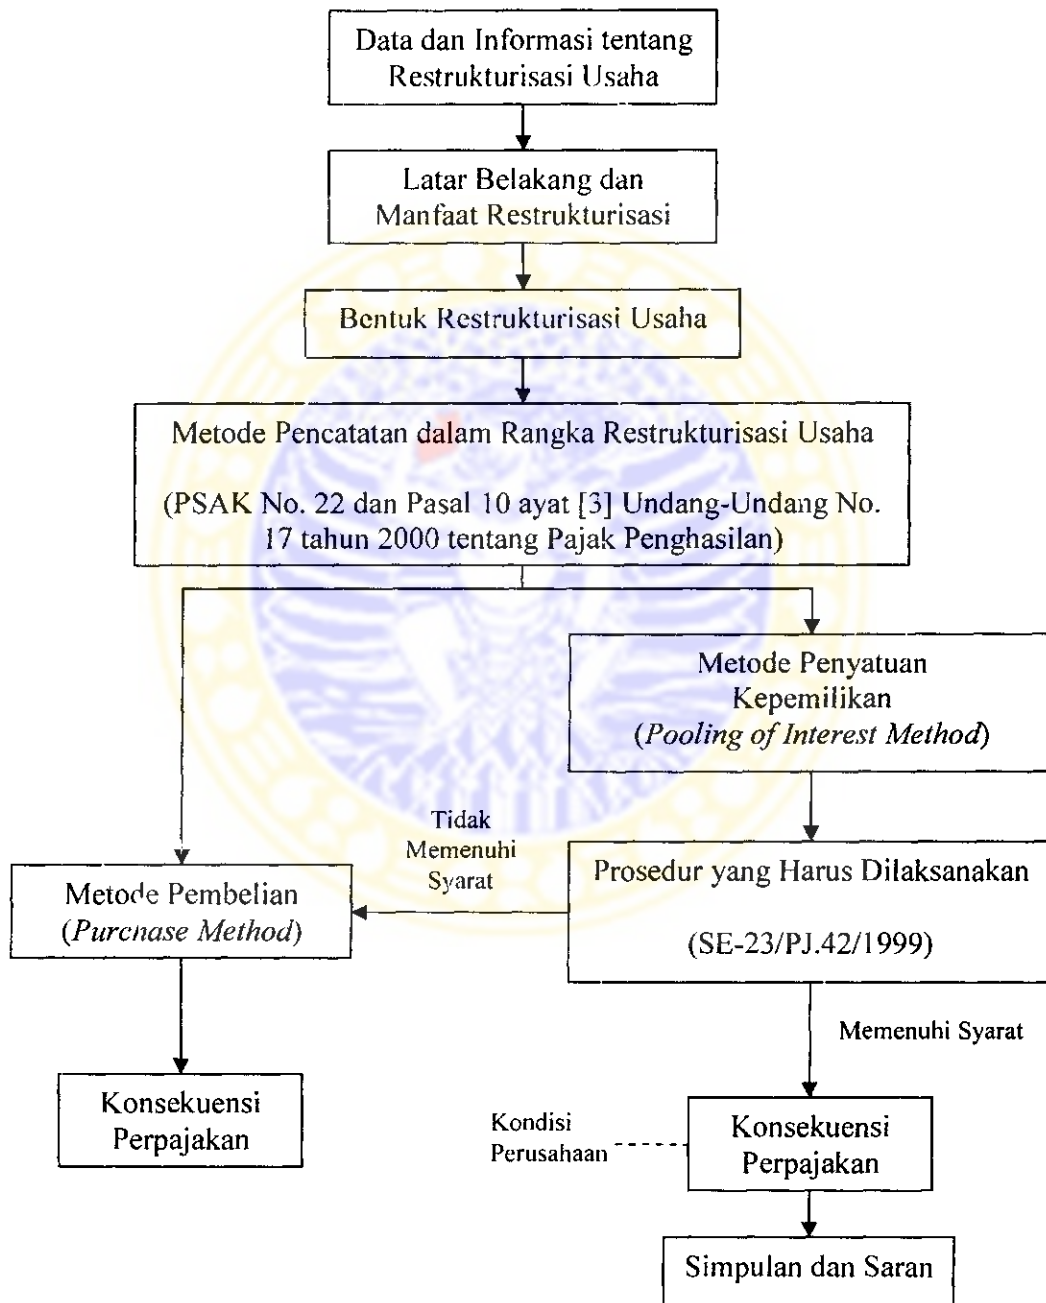 Data dan Informasi tentang
Restrukturisasi Usaha
Latar Belakang dan
Manfaat Restrukturisasi
Bentuk Restrukturisasi Usaha
Metode Pencatatan dalam Rangka Restrukturisasi Usaha
(PSAK No. 22 dan Pasal 10 ayat [3] Undang-Undang No.
17 tahun 2000 tentang Pajak Penghasilan)
Metode Penyatuan
Kepemilikan
(Pooling of Interest Method)
Tidak
Memenuhi
Syarat
Metode Pembelian
(Purchase Method)
Prosedur yang Harus Dilaksanakan
(SE-23/PJ.42/1999)
Memenuhi Syarat
Konsekuensi
Perpajakan
Kondisi
Perusahaan
Konsekuensi
Perpajakan
Simpulan dan Saran